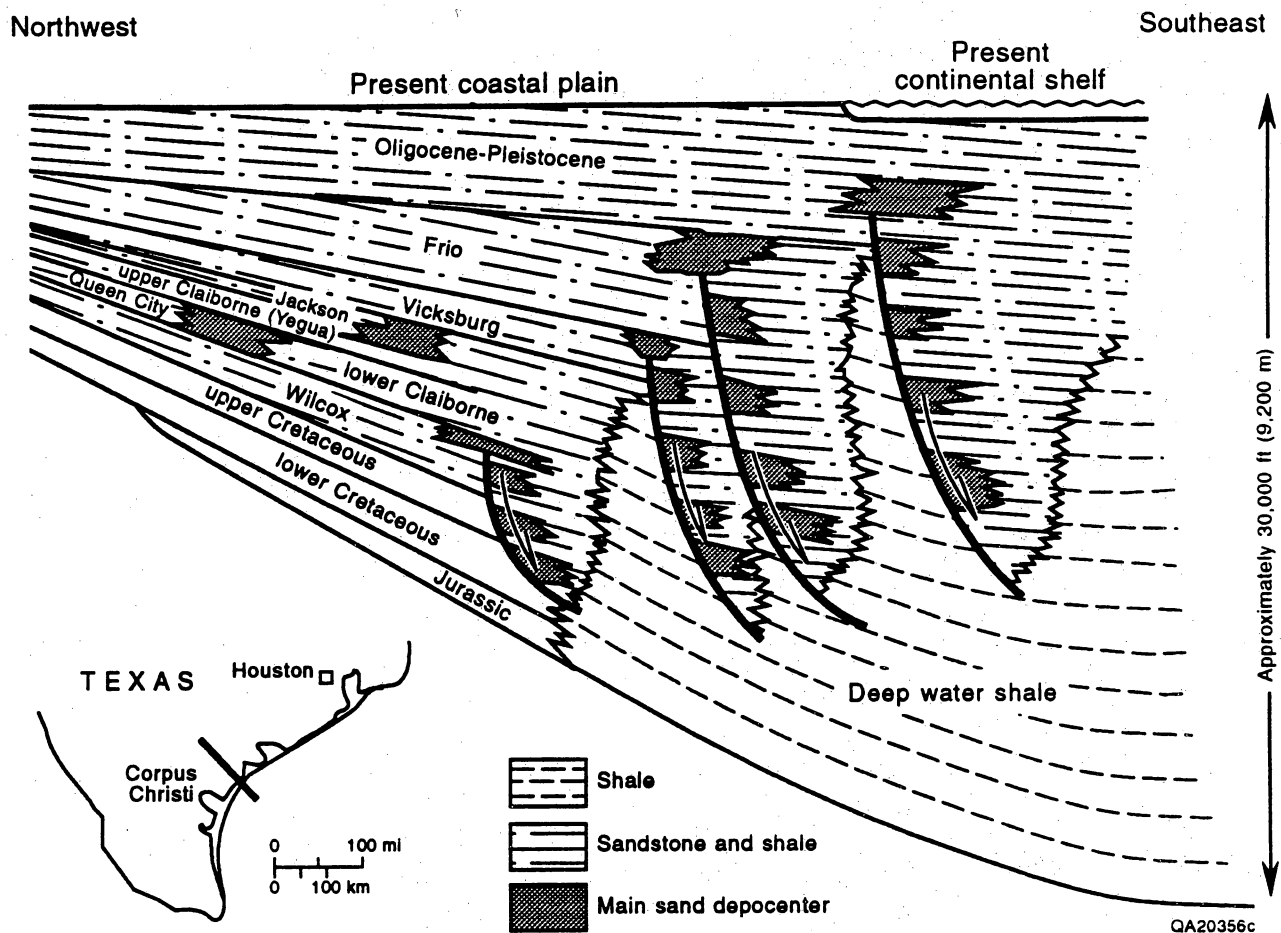 Northwest
Southeast
Present coastal plain
Present
continental shelf
Oligocene-Pleistocene
Frio
Vicksburg
Jackson
upper Claiborne (Yegua)
Queen City
lower Claiborne
Wilcox
upper Cretaceous
lower Cretaceous
Jurassic
Deep water shale
Approximately 30,000 ft (9,200 m)
TEXAS
Houston
Corpus
Christi
0 100 mi
0 100 km
Shale
Sandstone and shale
Main sand depocenter
QA20356c